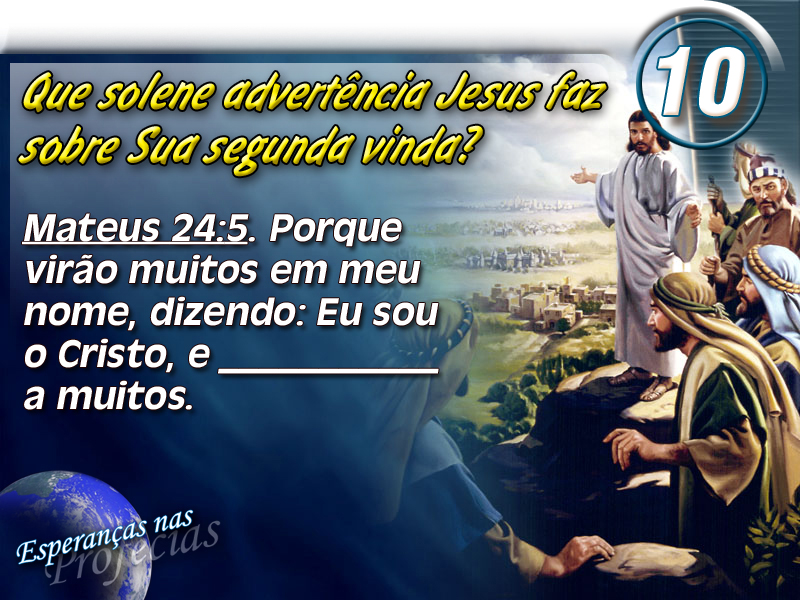 10
Que solene advertência Jesus faz
sobre Sua segunda vinda?
Mateus 24:5. Porque
virão muitos em meu
nome, dizendo: Eu sou
o Cristo, e ____________
a muitos.
Esperanças nas
Profecias